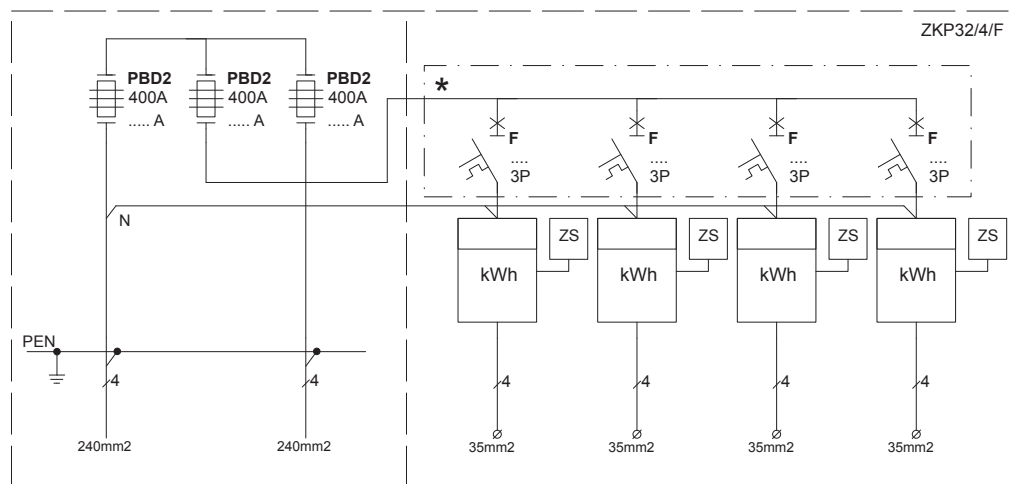 ZKP32/4/F
PBD2 PBD2 PBD2
400A 400A 400A
..... A ..... A ..... A
*
F F F F
.... .... .... ....
3P 3P 3P 3P
N
ZS ZS ZS ZS
kWh kWh kWh kWh
PEN
4 4 4 4 4 4
240mm2 240mm2 35mm2 35mm2 35mm2 35mm2